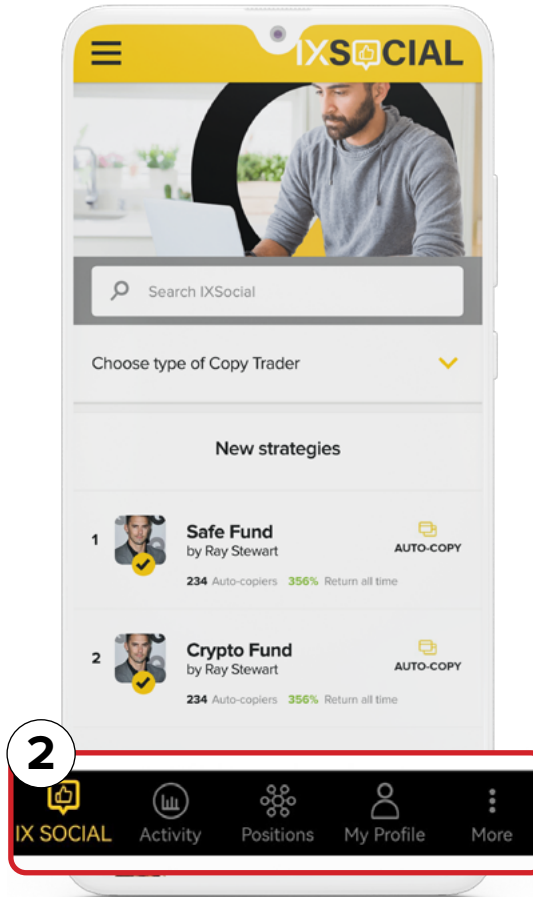 IXSOCIAL
Search IXSocial
Choose type of Copy Trader
New strategies
1
Safe Fund
by Ray Stewart
AUTO-COPY
234 Auto-copiers 356% Return all time
2
Crypto Fund
by Ray Stewart
AUTO-COPY
234 Auto-copiers 356% Return all time
2
IX SOCIAL Activity Positions My Profile More